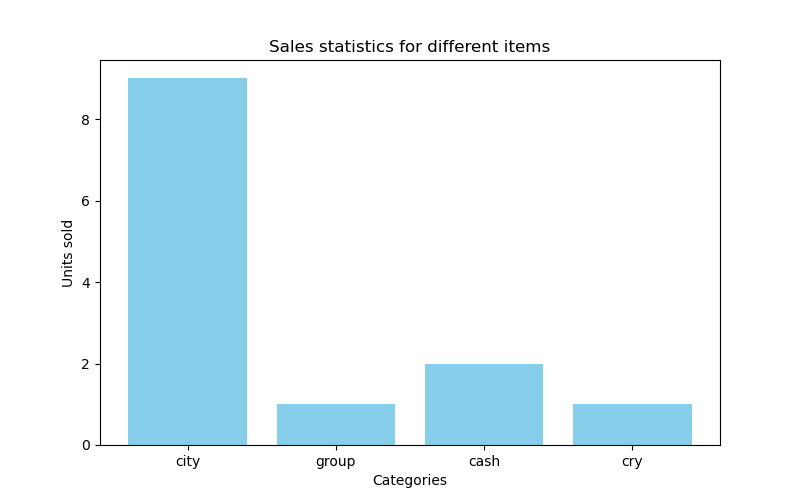 Sales statistics for different items
Units sold
8
6
4
2
0
city group cash cry
Categories